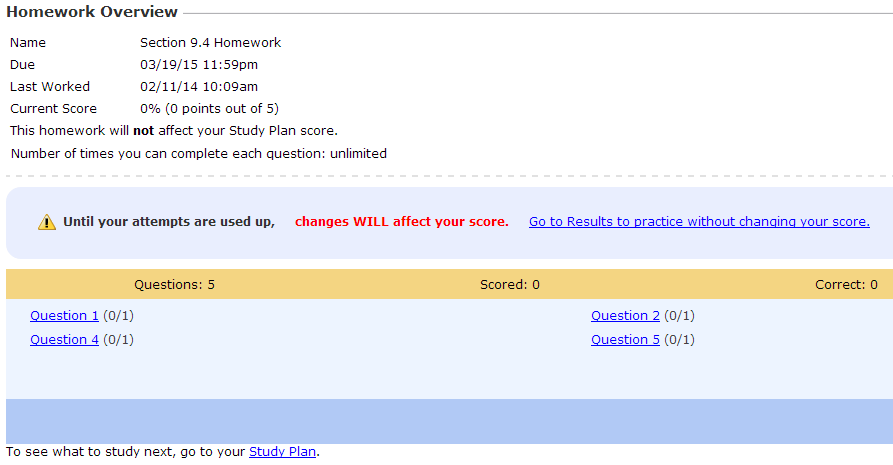 Homework Overview
Name Section 9.4 Homework
Due 03/19/15 11:59pm
Last Worked 02/11/14 10:09am
Current Score 0% (0 points out of 5)
This homework will not affect your Study Plan score.
Number of times you can complete each question: unlimited
Until your attempts are used up, changes WILL affect your score. Go to Results to practice without changing your score.
Questions: 5 Scored: 0 Correct: 0
Question 1 (0/1) Question 2 (0/1)
Question 4 (0/1) Question 5 (0/1)
To see what to study next, go to your Study Plan.